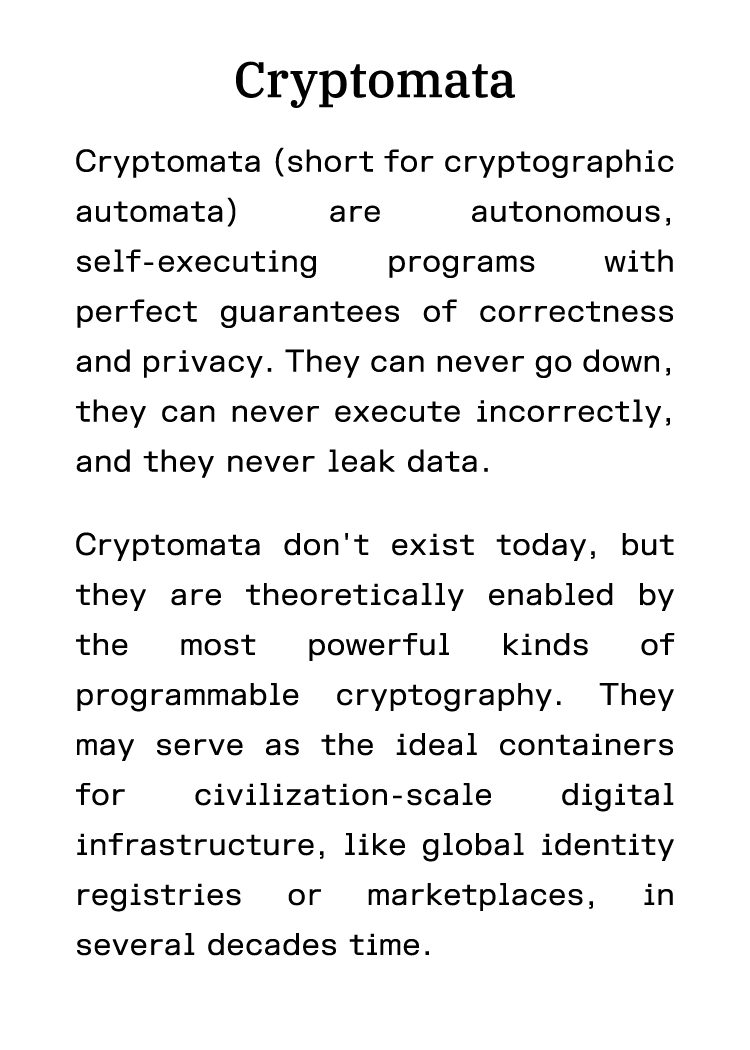 Cryptomata
Cryptomata (short for cryptographic
automata) are autonomous,
self-executing programs with
perfect guarantees of correctness
and privacy. They can never go down,
they can never execute incorrectly,
and they never leak data.
Cryptomata don't exist today, but
they are theoretically enabled by
the most powerful kinds of
programmable cryptography. They
may serve as the ideal containers
for civilization-scale digital
infrastructure, like global identity
registries or marketplaces, in
several decades time.